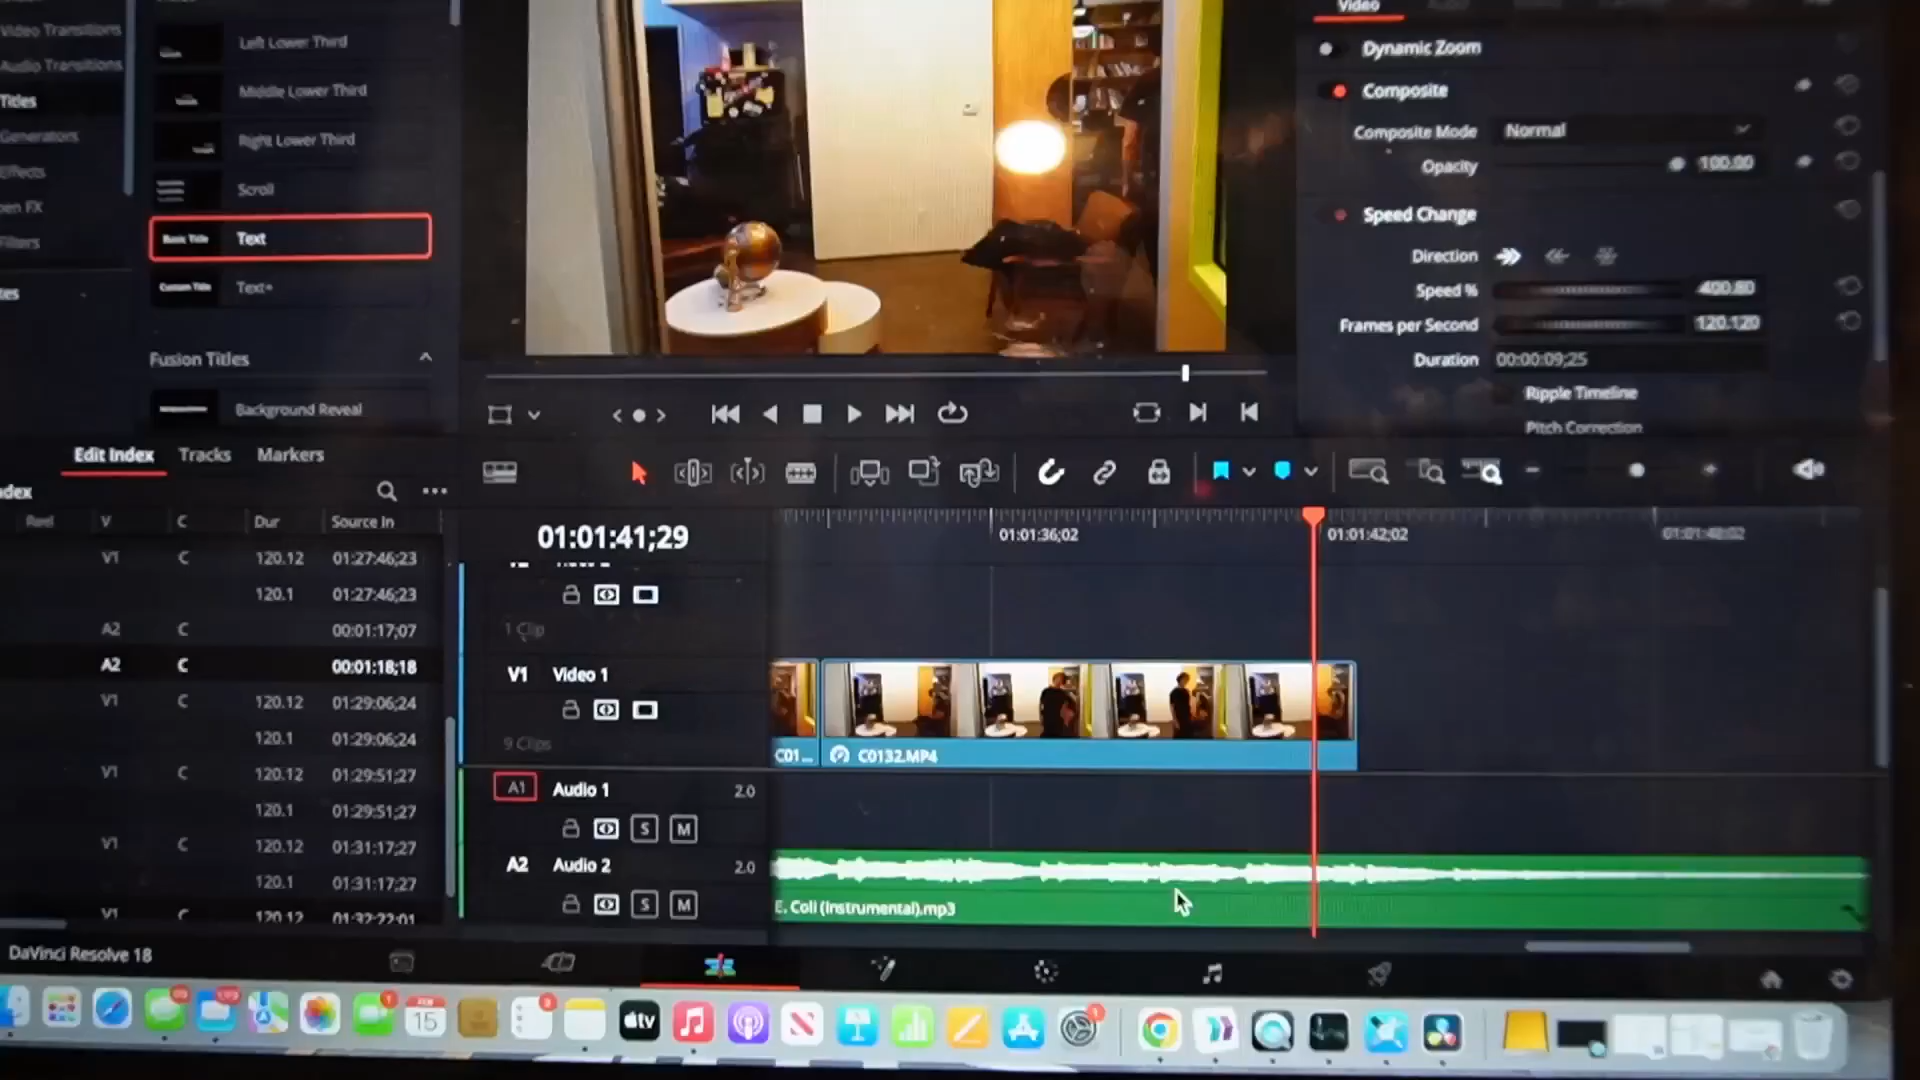 Video Transitions
Audio Transitions
Titles
Generators
Effects
Filters
Left Lower Third
Middle Lower Third
Right Lower Third
Scroll
Basic Title
Text
Custom Title
Text+
Fusion Titles
Background Reveal
Video
Dynamic Zoom
Composite
Composite Mode
Normal
Opacity
100.00
Speed Change
Direction
Speed %
400.80
Frames per Second
120.120
Duration
00:00:09;25
Ripple Timeline
Pitch Correction
Edit Index
Tracks
Markers
Reel
V
C
Dur
Source In
V1 C 120.12 01:27:46;23
120.1 01:27:46;23
A2 C 00:01:17;07
A2 C 00:01:18;18
V1 C 120.12 01:29:06;24
120.1 01:29:06;24
V1 C 120.12 01:29:51;27
120.1 01:29:51;27
V1 C 120.12 01:31:17;27
120.1 01:31:17;27
V1 C 120.12 01:32:22:01
01:01:41;29
01:01:36;02
01:01:42;02
01:01:48;02
1 Clip
V1 Video 1
9 Clips
C01...
C0132.MP4
A1 Audio 1 2.0
S M
A2 Audio 2 2.0
S M
E. Coli (Instrumental).mp3
DaVinci Resolve 18
FEB
15
tv